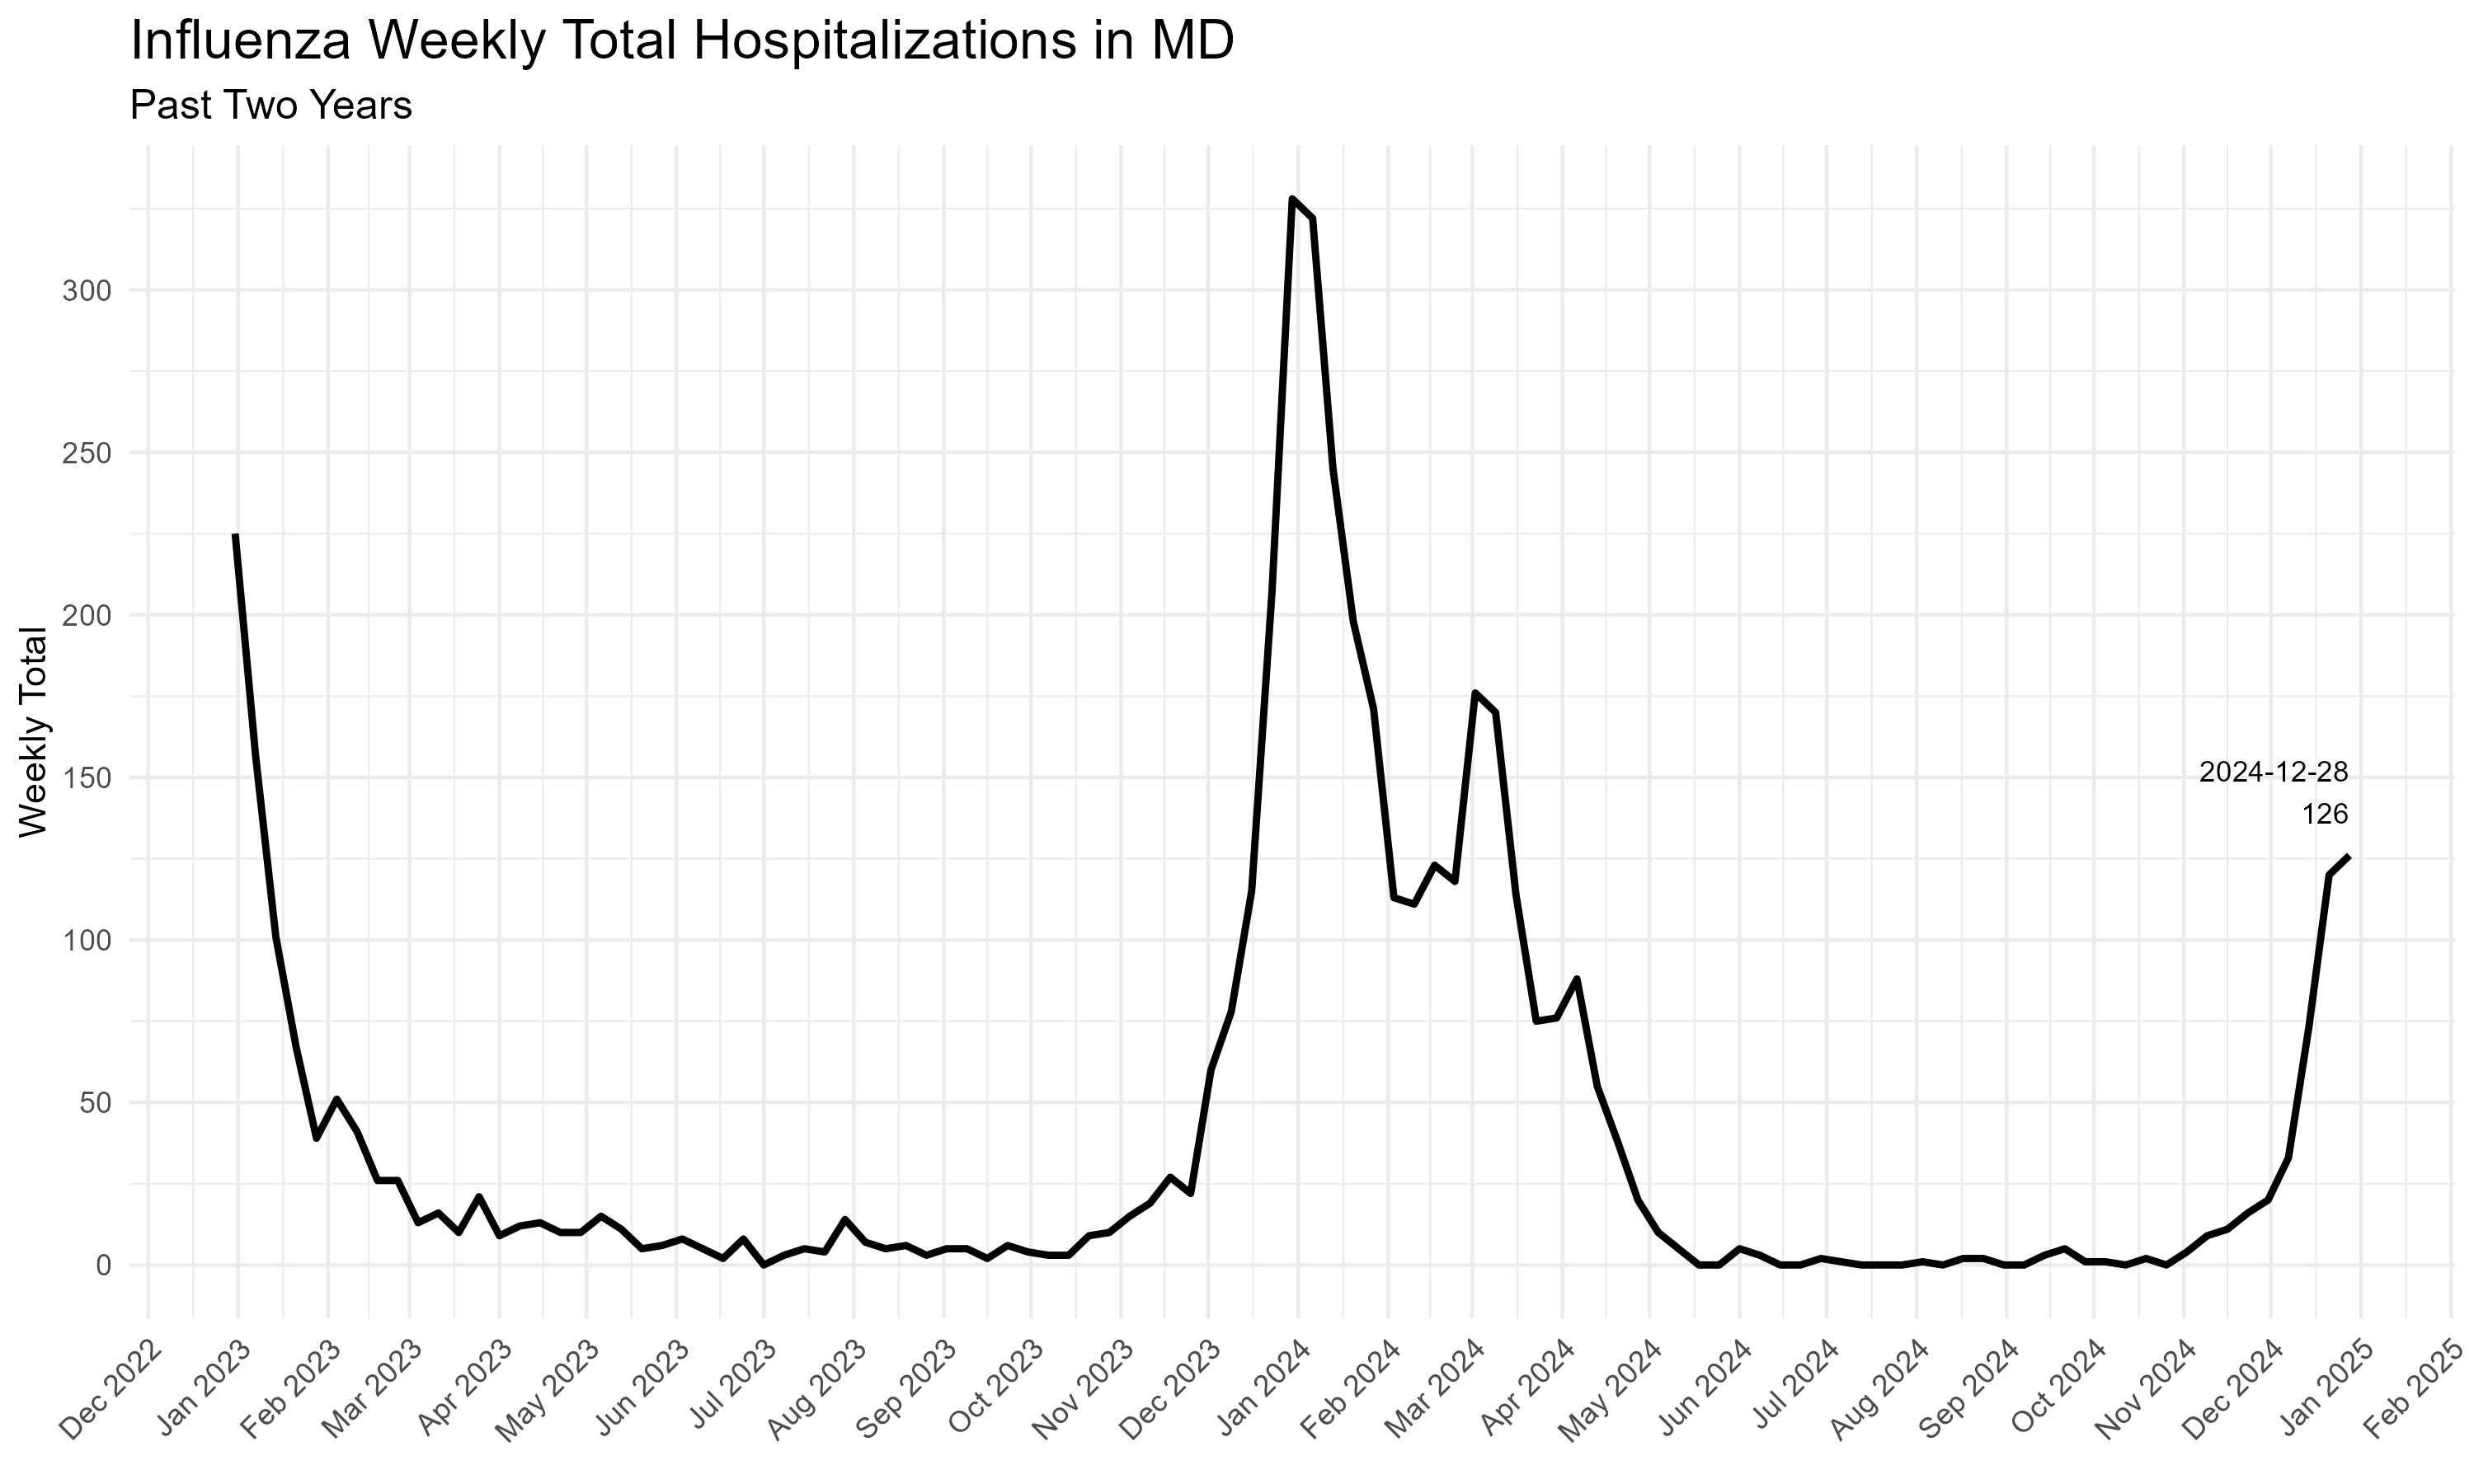 Influenza Weekly Total Hospitalizations in MD
Past Two Years
Weekly Total
300
250
200
150
100
50
0
2024-12-28
126
Dec 2022
Jan 2023
Feb 2023
Mar 2023
Apr 2023
May 2023
Jun 2023
Jul 2023
Aug 2023
Sep 2023
Oct 2023
Nov 2023
Dec 2023
Jan 2024
Feb 2024
Mar 2024
Apr 2024
May 2024
Jun 2024
Jul 2024
Aug 2024
Sep 2024
Oct 2024
Nov 2024
Dec 2024
Jan 2025
Feb 2025